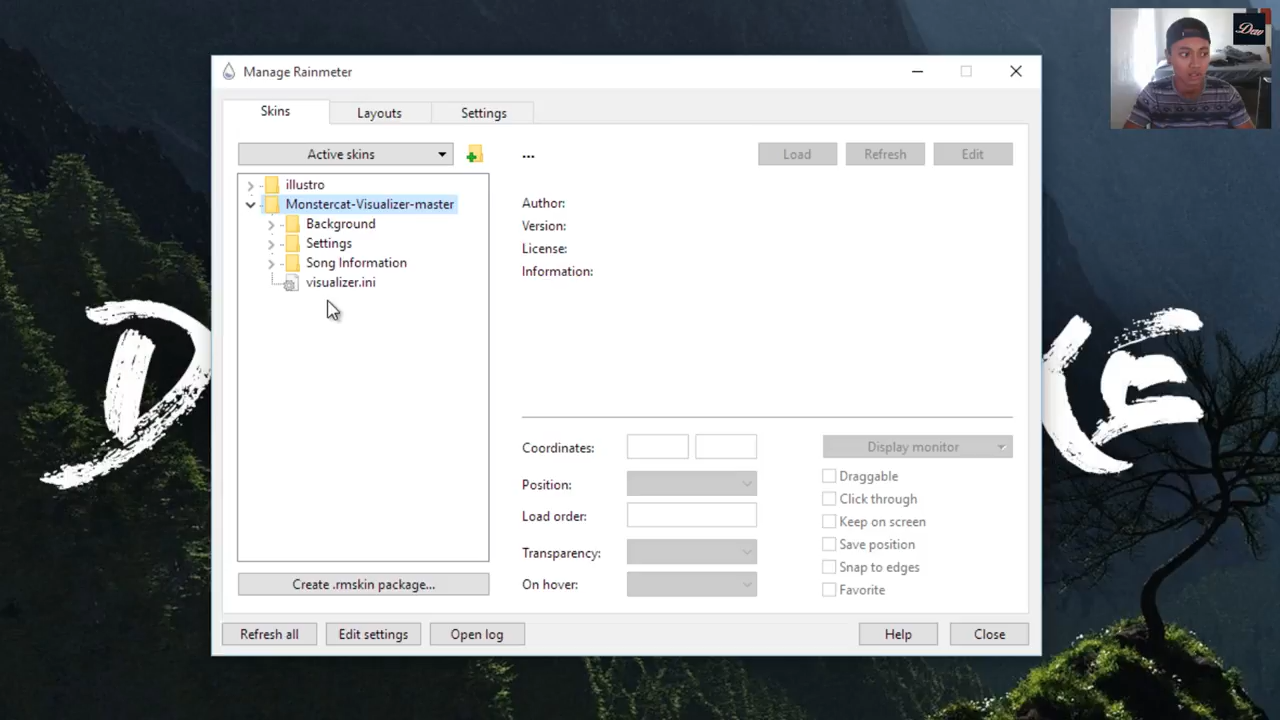 Manage Rainmeter
Skins
Layouts
Settings
Active skins
...
Load
Refresh
Edit
illustro
Monstercat-Visualizer-master
Background
Settings
Song Information
visualizer.ini
Author:
Version:
License:
Information:
Coordinates:
Display monitor
Position:
Load order:
Transparency:
On hover:
Draggable
Click through
Keep on screen
Save position
Snap to edges
Favorite
Create .rmskin package...
Refresh all
Edit settings
Open log
Help
Close
D
KE